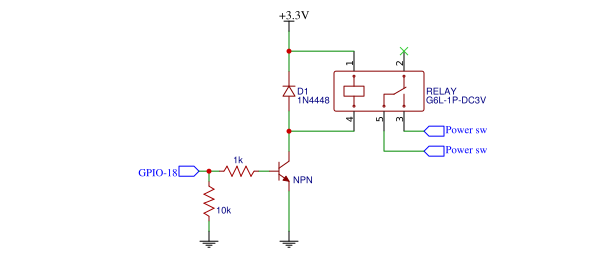 +3.3V
1
2
D1
1N4448
RELAY
G6L-1P-DC3V
4
5
3
Power sw
Power sw
1k
GPIO-18
NPN
10k